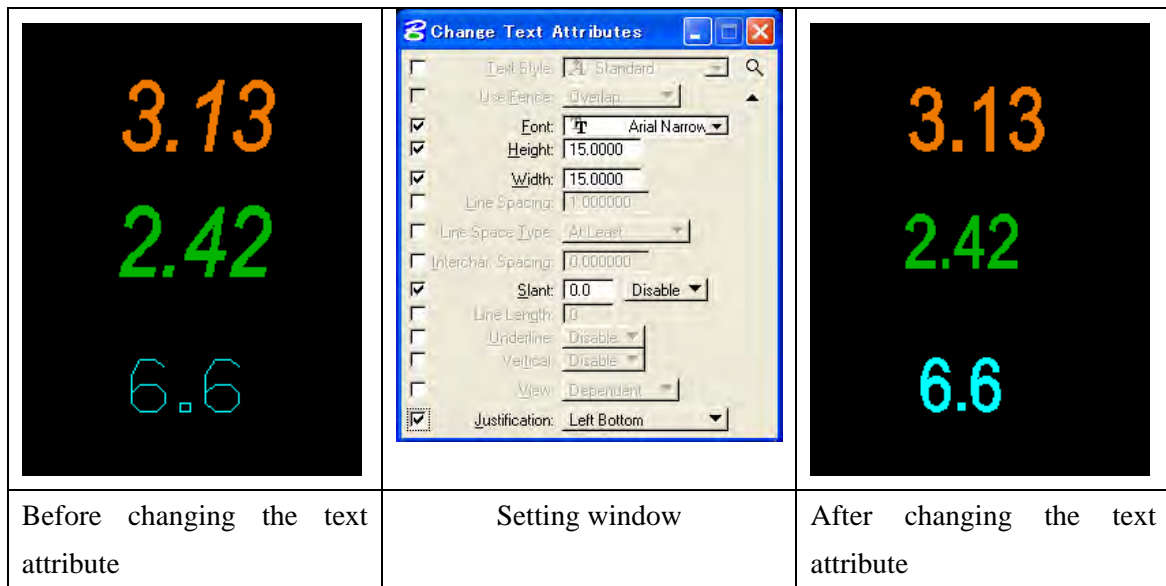 3.13
2.42
6.6
Change Text Attributes
Text Style: Standard
Use Fence: Overlap
Font: Arial Narrow
Height: 15.0000
Width: 15.0000
Line Spacing: 1.000000
Line Space Type: At Least
Interchar. Spacing: 0.000000
Slant: 0.0 Disable
Line Length: 0
Underline: Disable
Vertical: Disable
View: Dependent
Justification: Left Bottom
3.13
2.42
6.6
Before changing the text
attribute
Setting window
After changing the text
attribute